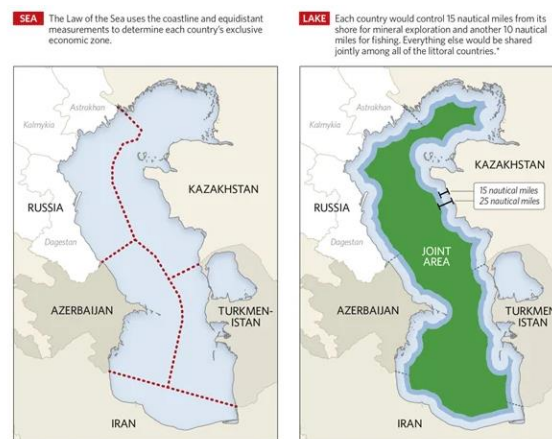 SEA The Law of the Sea uses the coastline and equidistant
measurements to determine each country's exclusive
economic zone.
Astrakhan
Kalmykia
KAZAKHSTAN
RUSSIA
Dagestan
AZERBAIJAN
TURKMEN-
ISTAN
IRAN
LAKE Each country would control 15 nautical miles from its
shore for mineral exploration and another 10 nautical
miles for fishing. Everything else would be shared
jointly among all of the littoral countries.*
Astrakhan
Kalmykia
KAZAKHSTAN
15 nautical miles
25 nautical miles
RUSSIA
Dagestan
JOINT
AREA
AZERBAIJAN
TURKMEN
ISTAN
IRAN